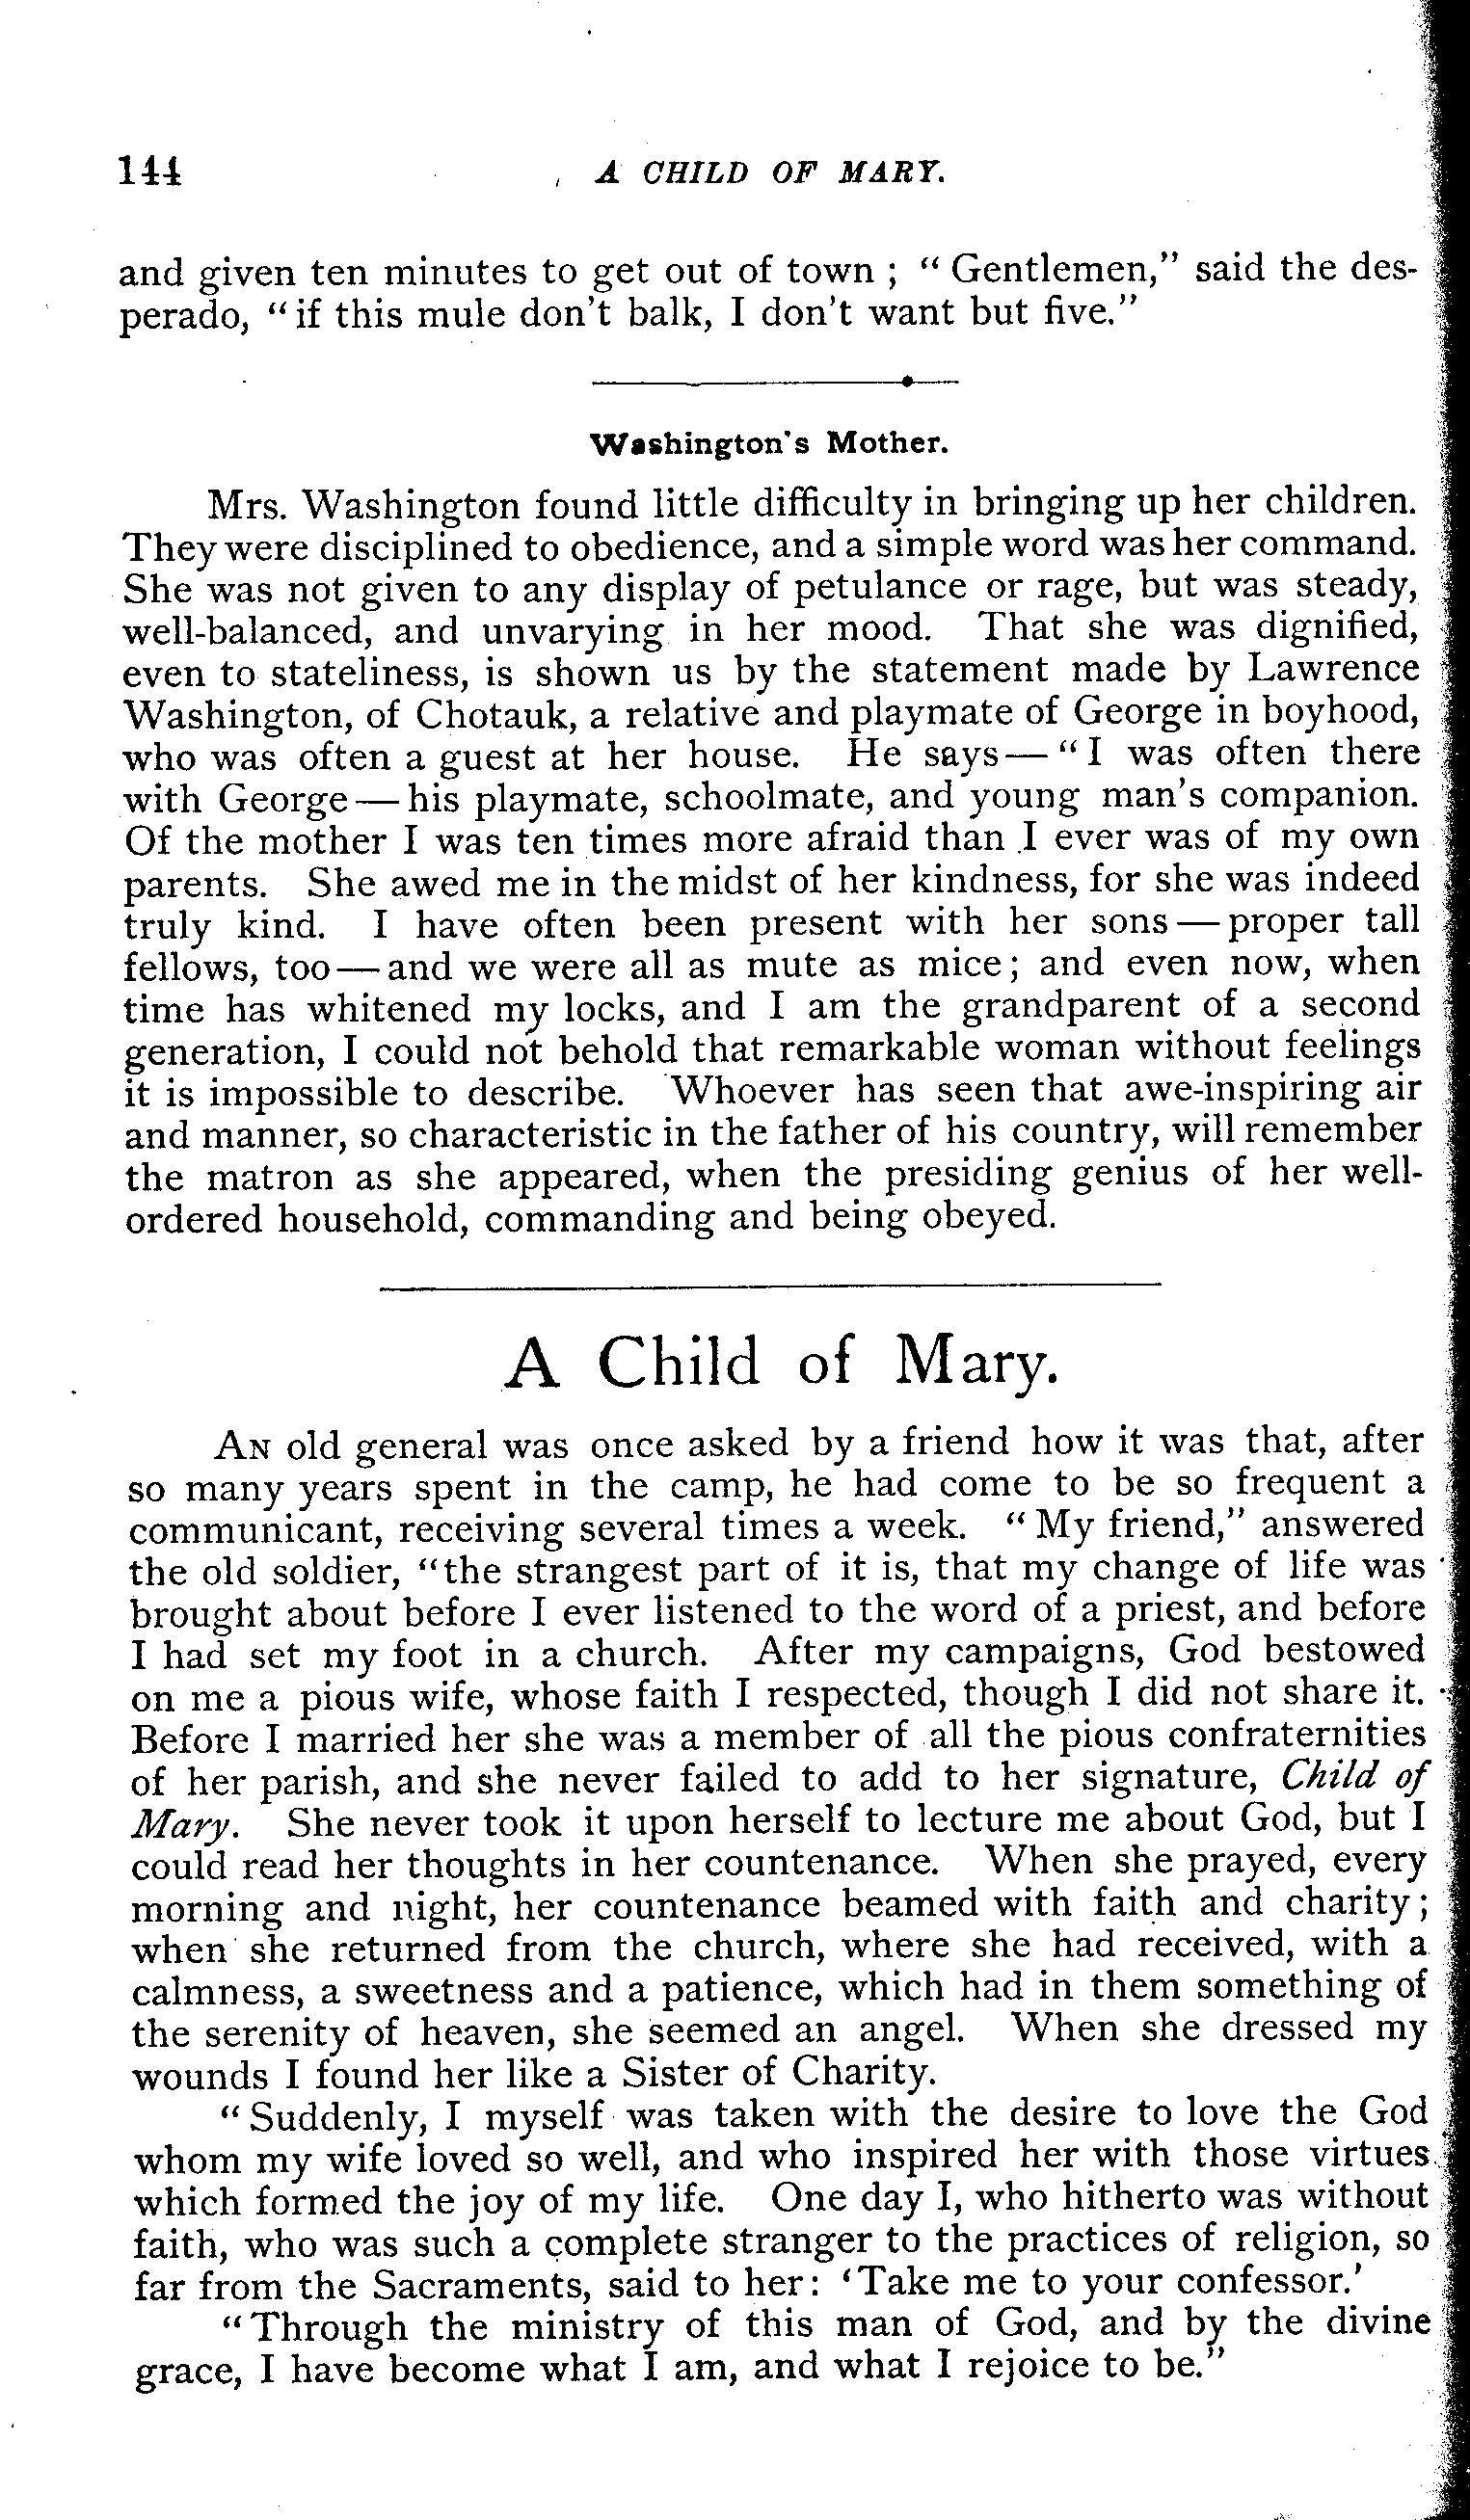 144 A CHILD OF MARY.
and given ten minutes to get out of town ; " Gentlemen," said the des-
perado, "if this mule don't balk, I don't want but five."
Washington's Mother.
Mrs. Washington found little difficulty in bringing up her children.
They were disciplined to obedience, and a simple word was her command.
She was not given to any display of petulance or rage, but was steady,
well-balanced, and unvarying in her mood. That she was dignified,
even to stateliness, is shown us by the statement made by Lawrence
Washington, of Chotauk, a relative and playmate of George in boyhood,
who was often a guest at her house. He says—"I was often there
with George—his playmate, schoolmate, and young man's companion.
Of the mother I was ten times more afraid than I ever was of my own
parents. She awed me in the midst of her kindness, for she was indeed
truly kind. I have often been present with her sons—proper tall
fellows, too—and we were all as mute as mice; and even now, when
time has whitened my locks, and I am the grandparent of a second
generation, I could not behold that remarkable woman without feelings
it is impossible to describe. Whoever has seen that awe-inspiring air
and manner, so characteristic in the father of his country, will remember
the matron as she appeared, when the presiding genius of her well-
ordered household, commanding and being obeyed.
A Child of Mary.
AN old general was once asked by a friend how it was that, after
so many years spent in the camp, he had come to be so frequent a
communicant, receiving several times a week. "My friend," answered
the old soldier, "the strangest part of it is, that my change of life was
brought about before I ever listened to the word of a priest, and before
I had set my foot in a church. After my campaigns, God bestowed
on me a pious wife, whose faith I respected, though I did not share it.
Before I married her she was a member of all the pious confraternities
of her parish, and she never failed to add to her signature, Child of
Mary. She never took it upon herself to lecture me about God, but I
could read her thoughts in her countenance. When she prayed, every
morning and night, her countenance beamed with faith and charity;
when she returned from the church, where she had received, with a
calmness, a sweetness and a patience, which had in them something of
the serenity of heaven, she seemed an angel. When she dressed my
wounds I found her like a Sister of Charity.
"Suddenly, I myself was taken with the desire to love the God
whom my wife loved so well, and who inspired her with those virtues
which formed the joy of my life. One day I, who hitherto was without
faith, who was such a complete stranger to the practices of religion, so
far from the Sacraments, said to her: 'Take me to your confessor.'
"Through the ministry of this man of God, and by the divine
grace, I have become what I am, and what I rejoice to be."